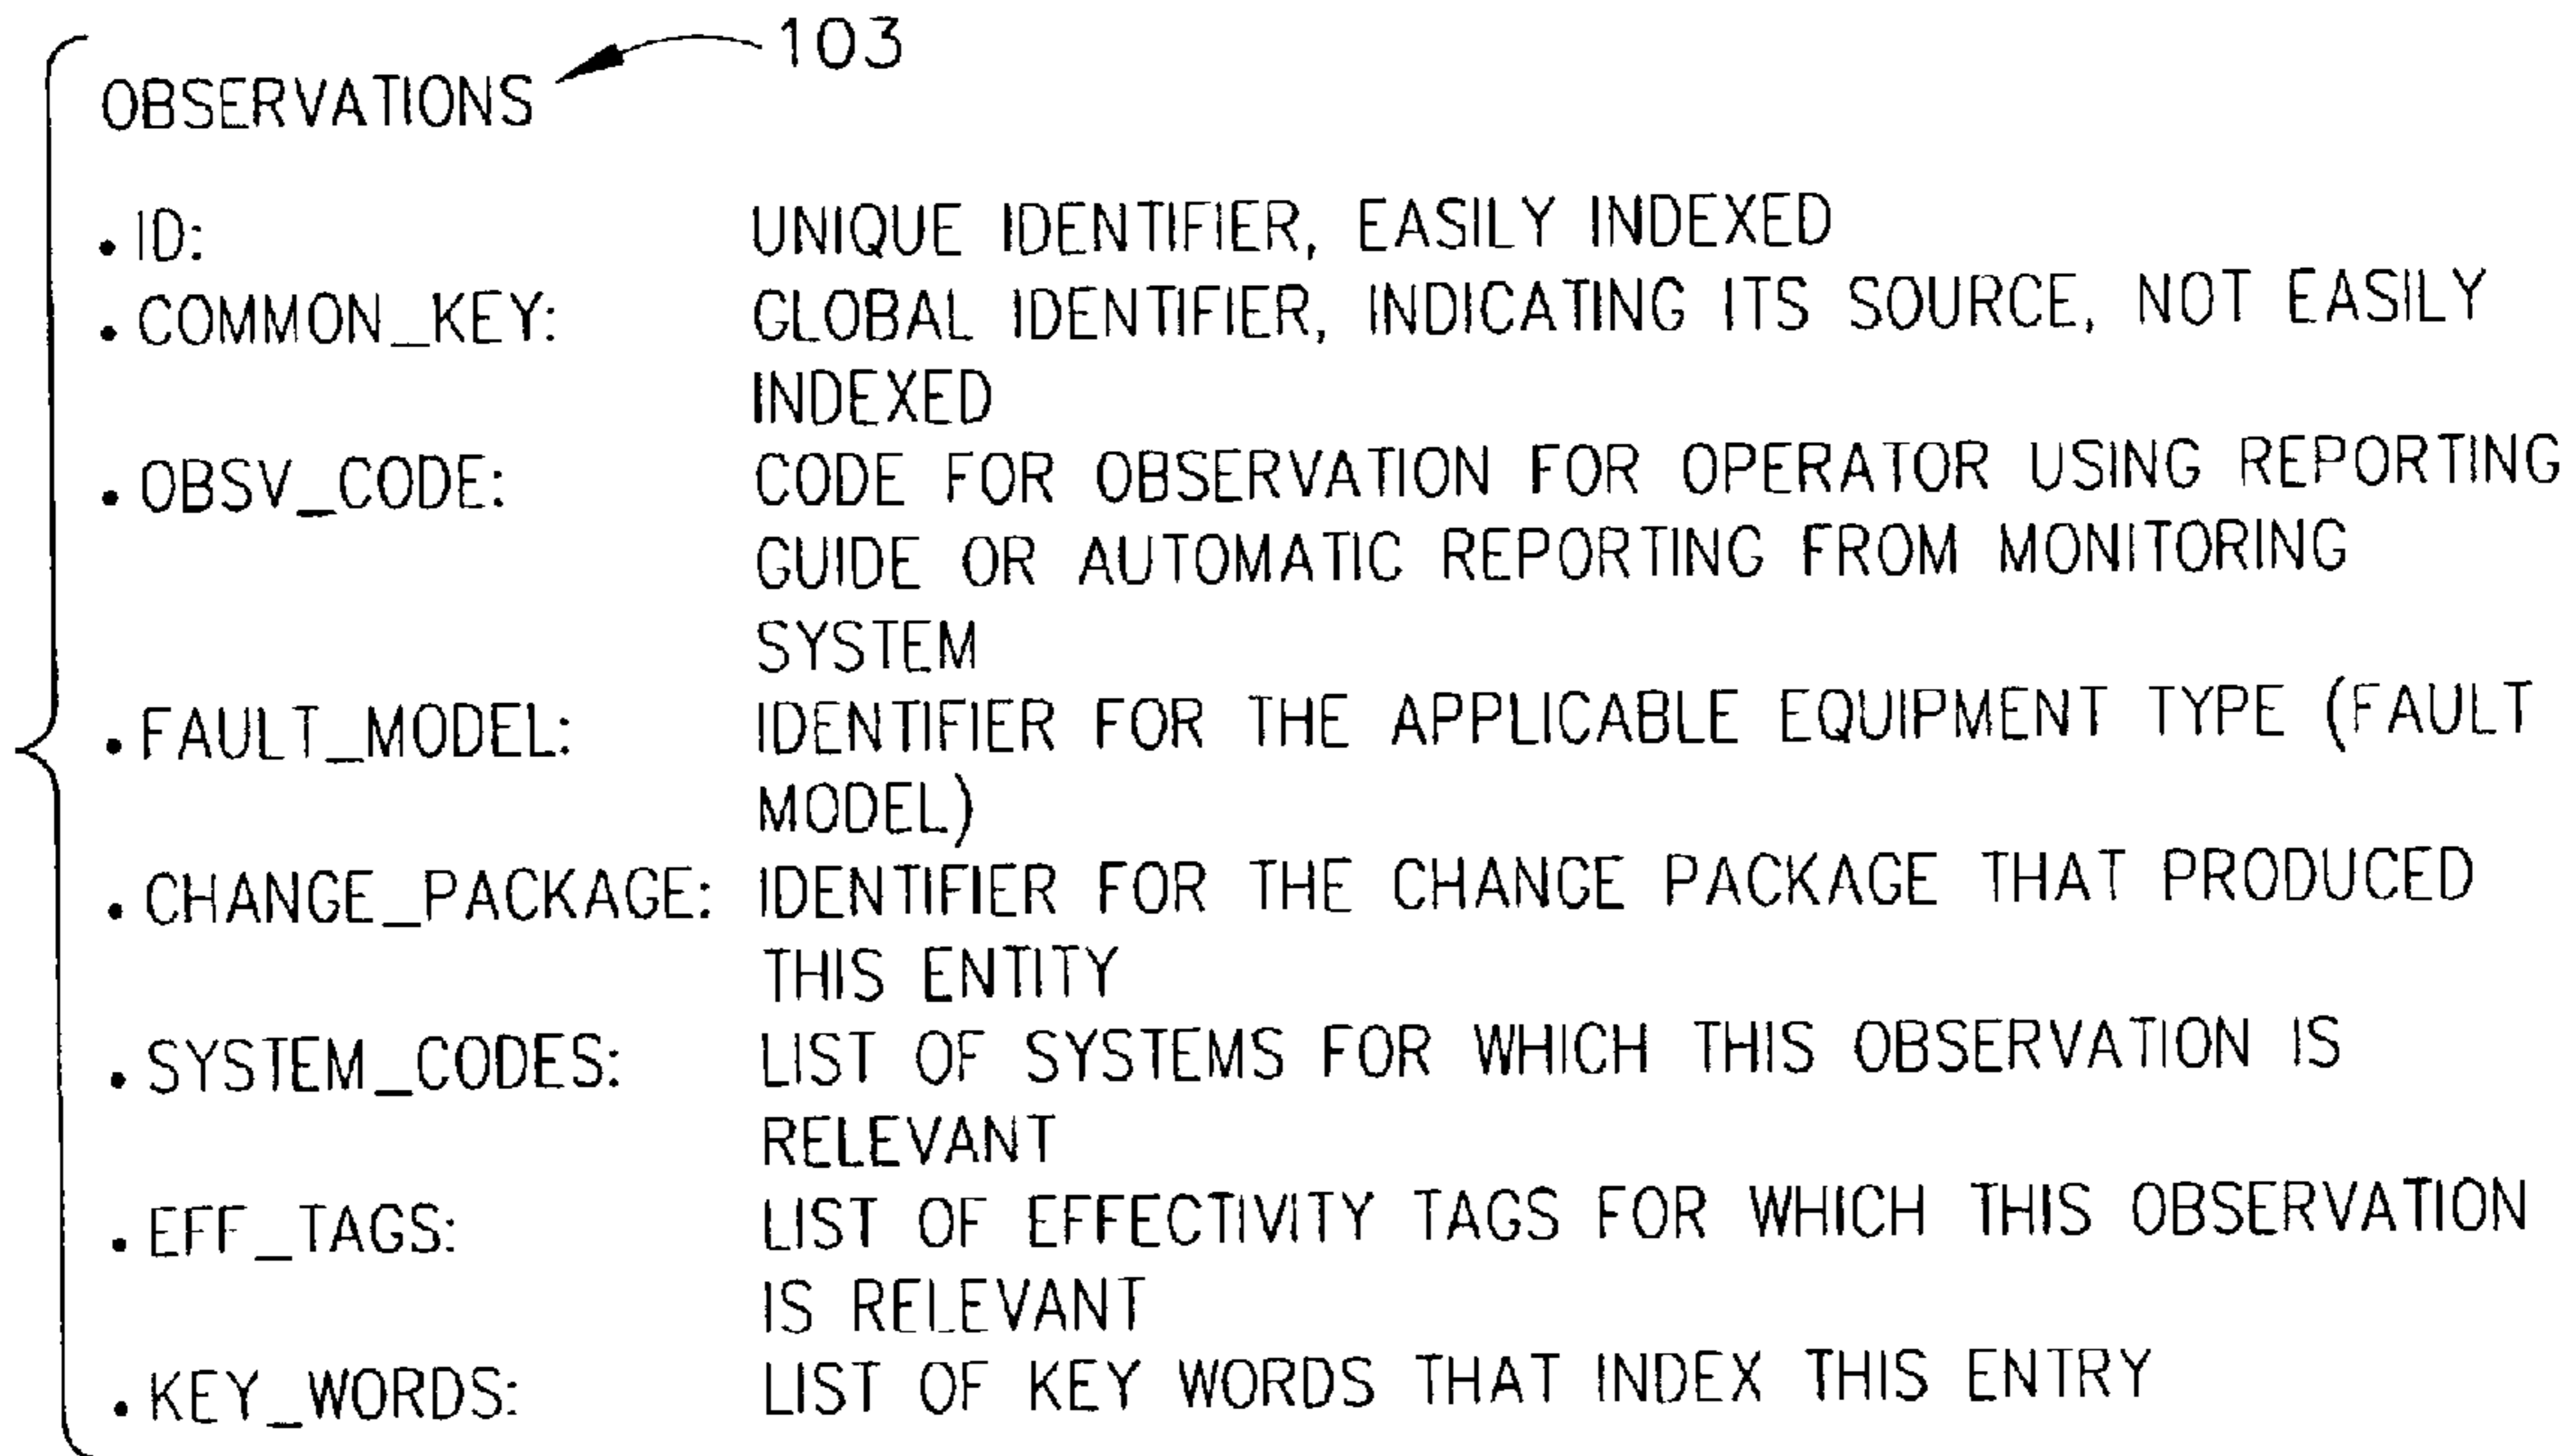 103
OBSERVATIONS
• ID: UNIQUE IDENTIFIER, EASILY INDEXED
• COMMON_KEY: GLOBAL IDENTIFIER, INDICATING ITS SOURCE, NOT EASILY
INDEXED
• OBSV_CODE: CODE FOR OBSERVATION FOR OPERATOR USING REPORTING
GUIDE OR AUTOMATIC REPORTING FROM MONITORING
SYSTEM
• FAULT_MODEL: IDENTIFIER FOR THE APPLICABLE EQUIPMENT TYPE (FAULT
MODEL)
• CHANGE_PACKAGE: IDENTIFIER FOR THE CHANGE PACKAGE THAT PRODUCED
THIS ENTITY
• SYSTEM_CODES: LIST OF SYSTEMS FOR WHICH THIS OBSERVATION IS
RELEVANT
• EFF_TAGS: LIST OF EFFECTIVITY TAGS FOR WHICH THIS OBSERVATION
IS RELEVANT
• KEY_WORDS: LIST OF KEY WORDS THAT INDEX THIS ENTRY